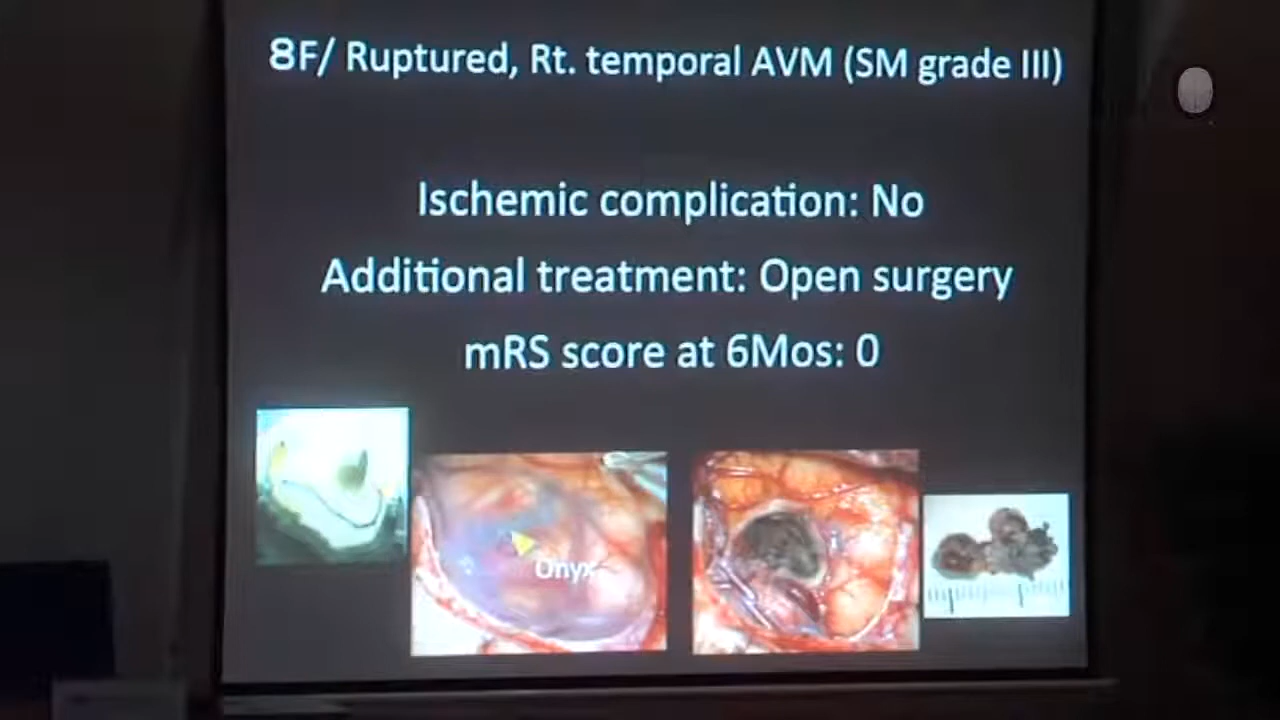 8F/ Ruptured, Rt. temporal AVM (SM grade III)
Ischemic complication: No
Additional treatment: Open surgery
mRS score at 6Mos: 0
Onyx